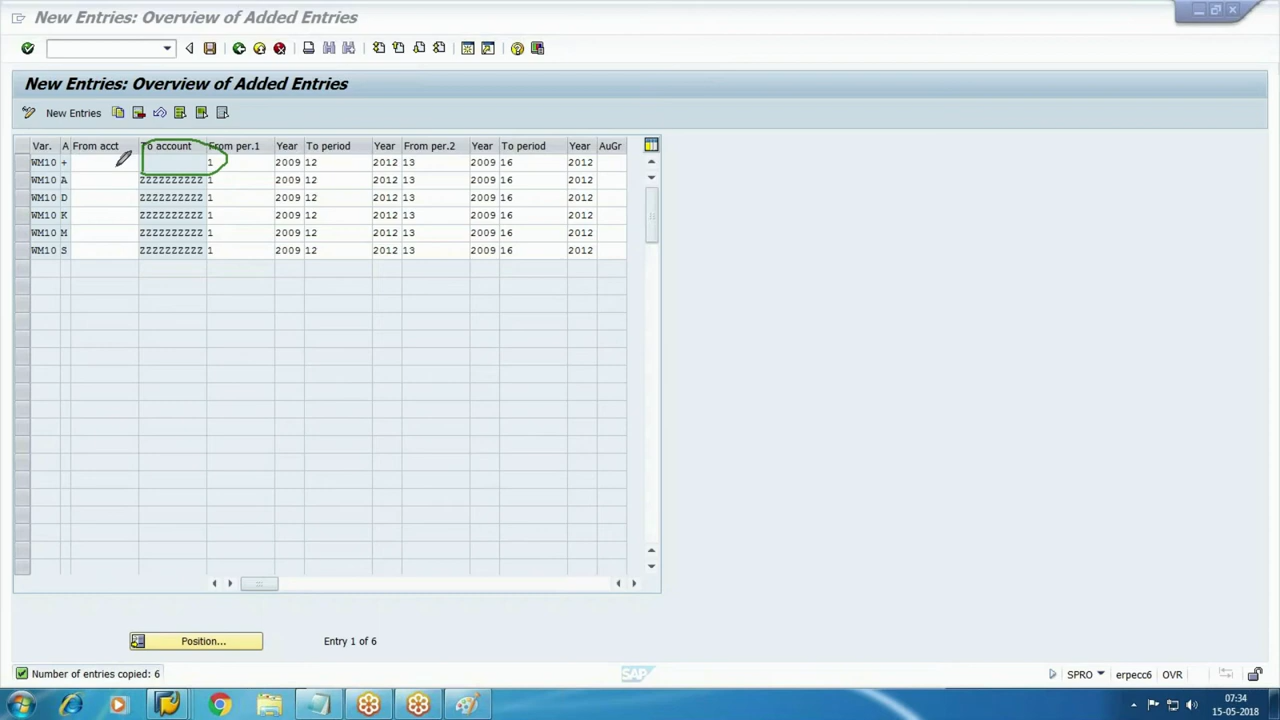 New Entries: Overview of Added Entries
New Entries: Overview of Added Entries
New Entries
Var. A From acct To account From per.1 Year To period Year From per.2 Year To period Year AuGr
WM10 + 1 2009 12 2012 13 2009 16 2012
WM10 A ZZZZZZZZZZ 1 2009 12 2012 13 2009 16 2012
WM10 D ZZZZZZZZZZ 1 2009 12 2012 13 2009 16 2012
WM10 K ZZZZZZZZZZ 1 2009 12 2012 13 2009 16 2012
WM10 M ZZZZZZZZZZ 1 2009 12 2012 13 2009 16 2012
WM10 S ZZZZZZZZZZ 1 2009 12 2012 13 2009 16 2012
Position... Entry 1 of 6
Number of entries copied: 6 SAP SPRO erpecc6 OVR
07:34
15-05-2018